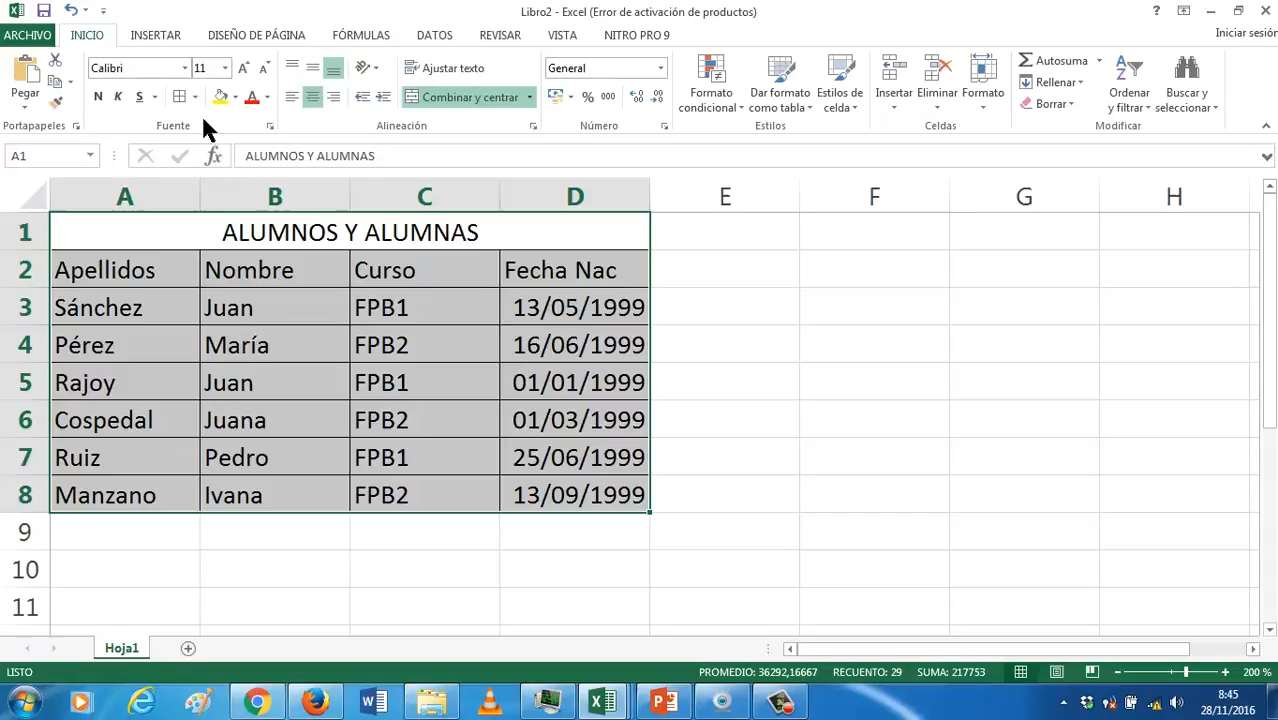 Libro2 - Excel (Error de activación de productos)
ARCHIVO INICIO INSERTAR DISEÑO DE PÁGINA FÓRMULAS DATOS REVISAR VISTA NITRO PRO 9 Iniciar sesión
Pegar
Portapapeles
Calibri 11
N K S
Fuente
Ajustar texto
Combinar y centrar
Alineación
General
% 000
Número
Formato condicional
Dar formato como tabla
Estilos de celda
Estilos
Insertar Eliminar Formato
Celdas
Autosuma
Rellenar
Borrar
Ordenar y filtrar
Buscar y seleccionar
Modificar
A1 fx ALUMNOS Y ALUMNAS
A B C D E F G H
1 ALUMNOS Y ALUMNAS
2 Apellidos Nombre Curso Fecha Nac
3 Sánchez Juan FPB1 13/05/1999
4 Pérez María FPB2 16/06/1999
5 Rajoy Juan FPB1 01/01/1999
6 Cospedal Juana FPB2 01/03/1999
7 Ruiz Pedro FPB1 25/06/1999
8 Manzano Ivana FPB2 13/09/1999
9
10
11
Hoja1
LISTO PROMEDIO: 36292,16667 RECUENTO: 29 SUMA: 217753 200 %
8:45
28/11/2016